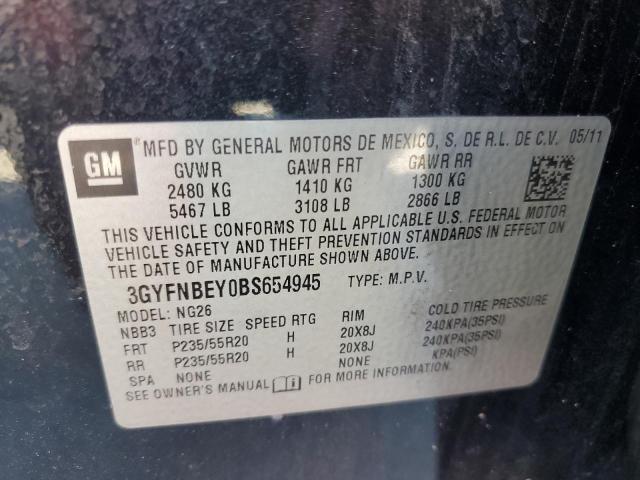 GM
MFD BY GENERAL MOTORS DE MEXICO, S. DE R.L. DE C.V. 05/11
GVWR GAWR FRT GAWR RR
2480 KG 1410 KG 1300 KG
5467 LB 3108 LB 2866 LB
THIS VEHICLE CONFORMS TO ALL APPLICABLE U.S. FEDERAL MOTOR
VEHICLE SAFETY AND THEFT PREVENTION STANDARDS IN EFFECT ON
THE DATE OF MANUFACTURE SHOWN ABOVE.
3GYFNBEY0BS654945 TYPE: M.P.V.
MODEL: NG26
NBB3 TIRE SIZE SPEED RTG RIM COLD TIRE PRESSURE
FRT P235/55R20 H 20X8J 240KPA(35PSI)
RR P235/55R20 H 20X8J 240KPA(35PSI)
SPA NONE NONE KPA(PSI)
SEE OWNER'S MANUAL i FOR MORE INFORMATION.